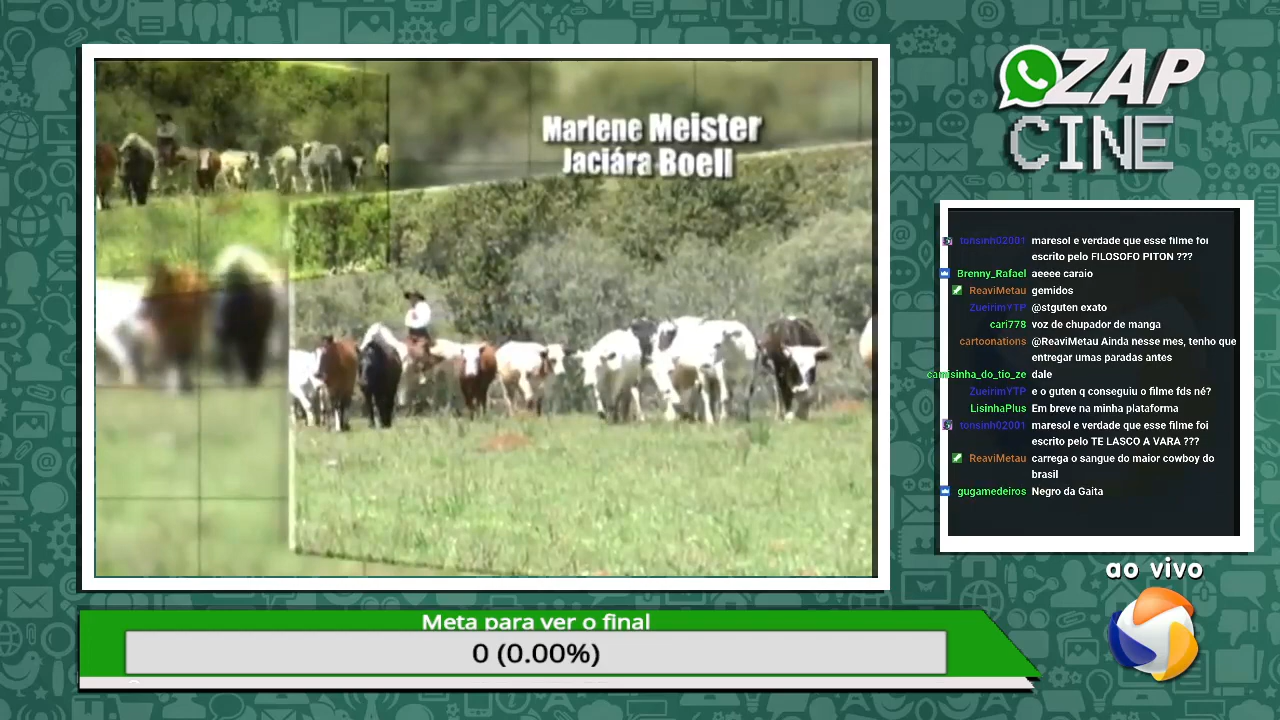 Marlene Meister
Jaciára Boell
ZAP
CINE
tonsinh02001 maresol e verdade que esse filme foi
escrito pelo FILOSOFO PITON ???
Brenny_Rafael aeeee caraio
ReaviMetau gemidos
ZueirimYTP @stguten exato
cari778 voz de chupador de manga
cartoonations @ReaviMetau Ainda nesse mes, tenho que
entregar umas paradas antes
camisinha_do_tio_ze dale
ZueirimYTP e o guten q conseguiu o filme fds né?
LisinhaPlus Em breve na minha plataforma
tonsinh02001 maresol e verdade que esse filme foi
escrito pelo TE LASCO A VARA ???
ReaviMetau carrega o sangue do maior cowboy do
brasil
gugamedeiros Negro da Gaita
ao vivo
Meta para ver o final
0 (0.00%)